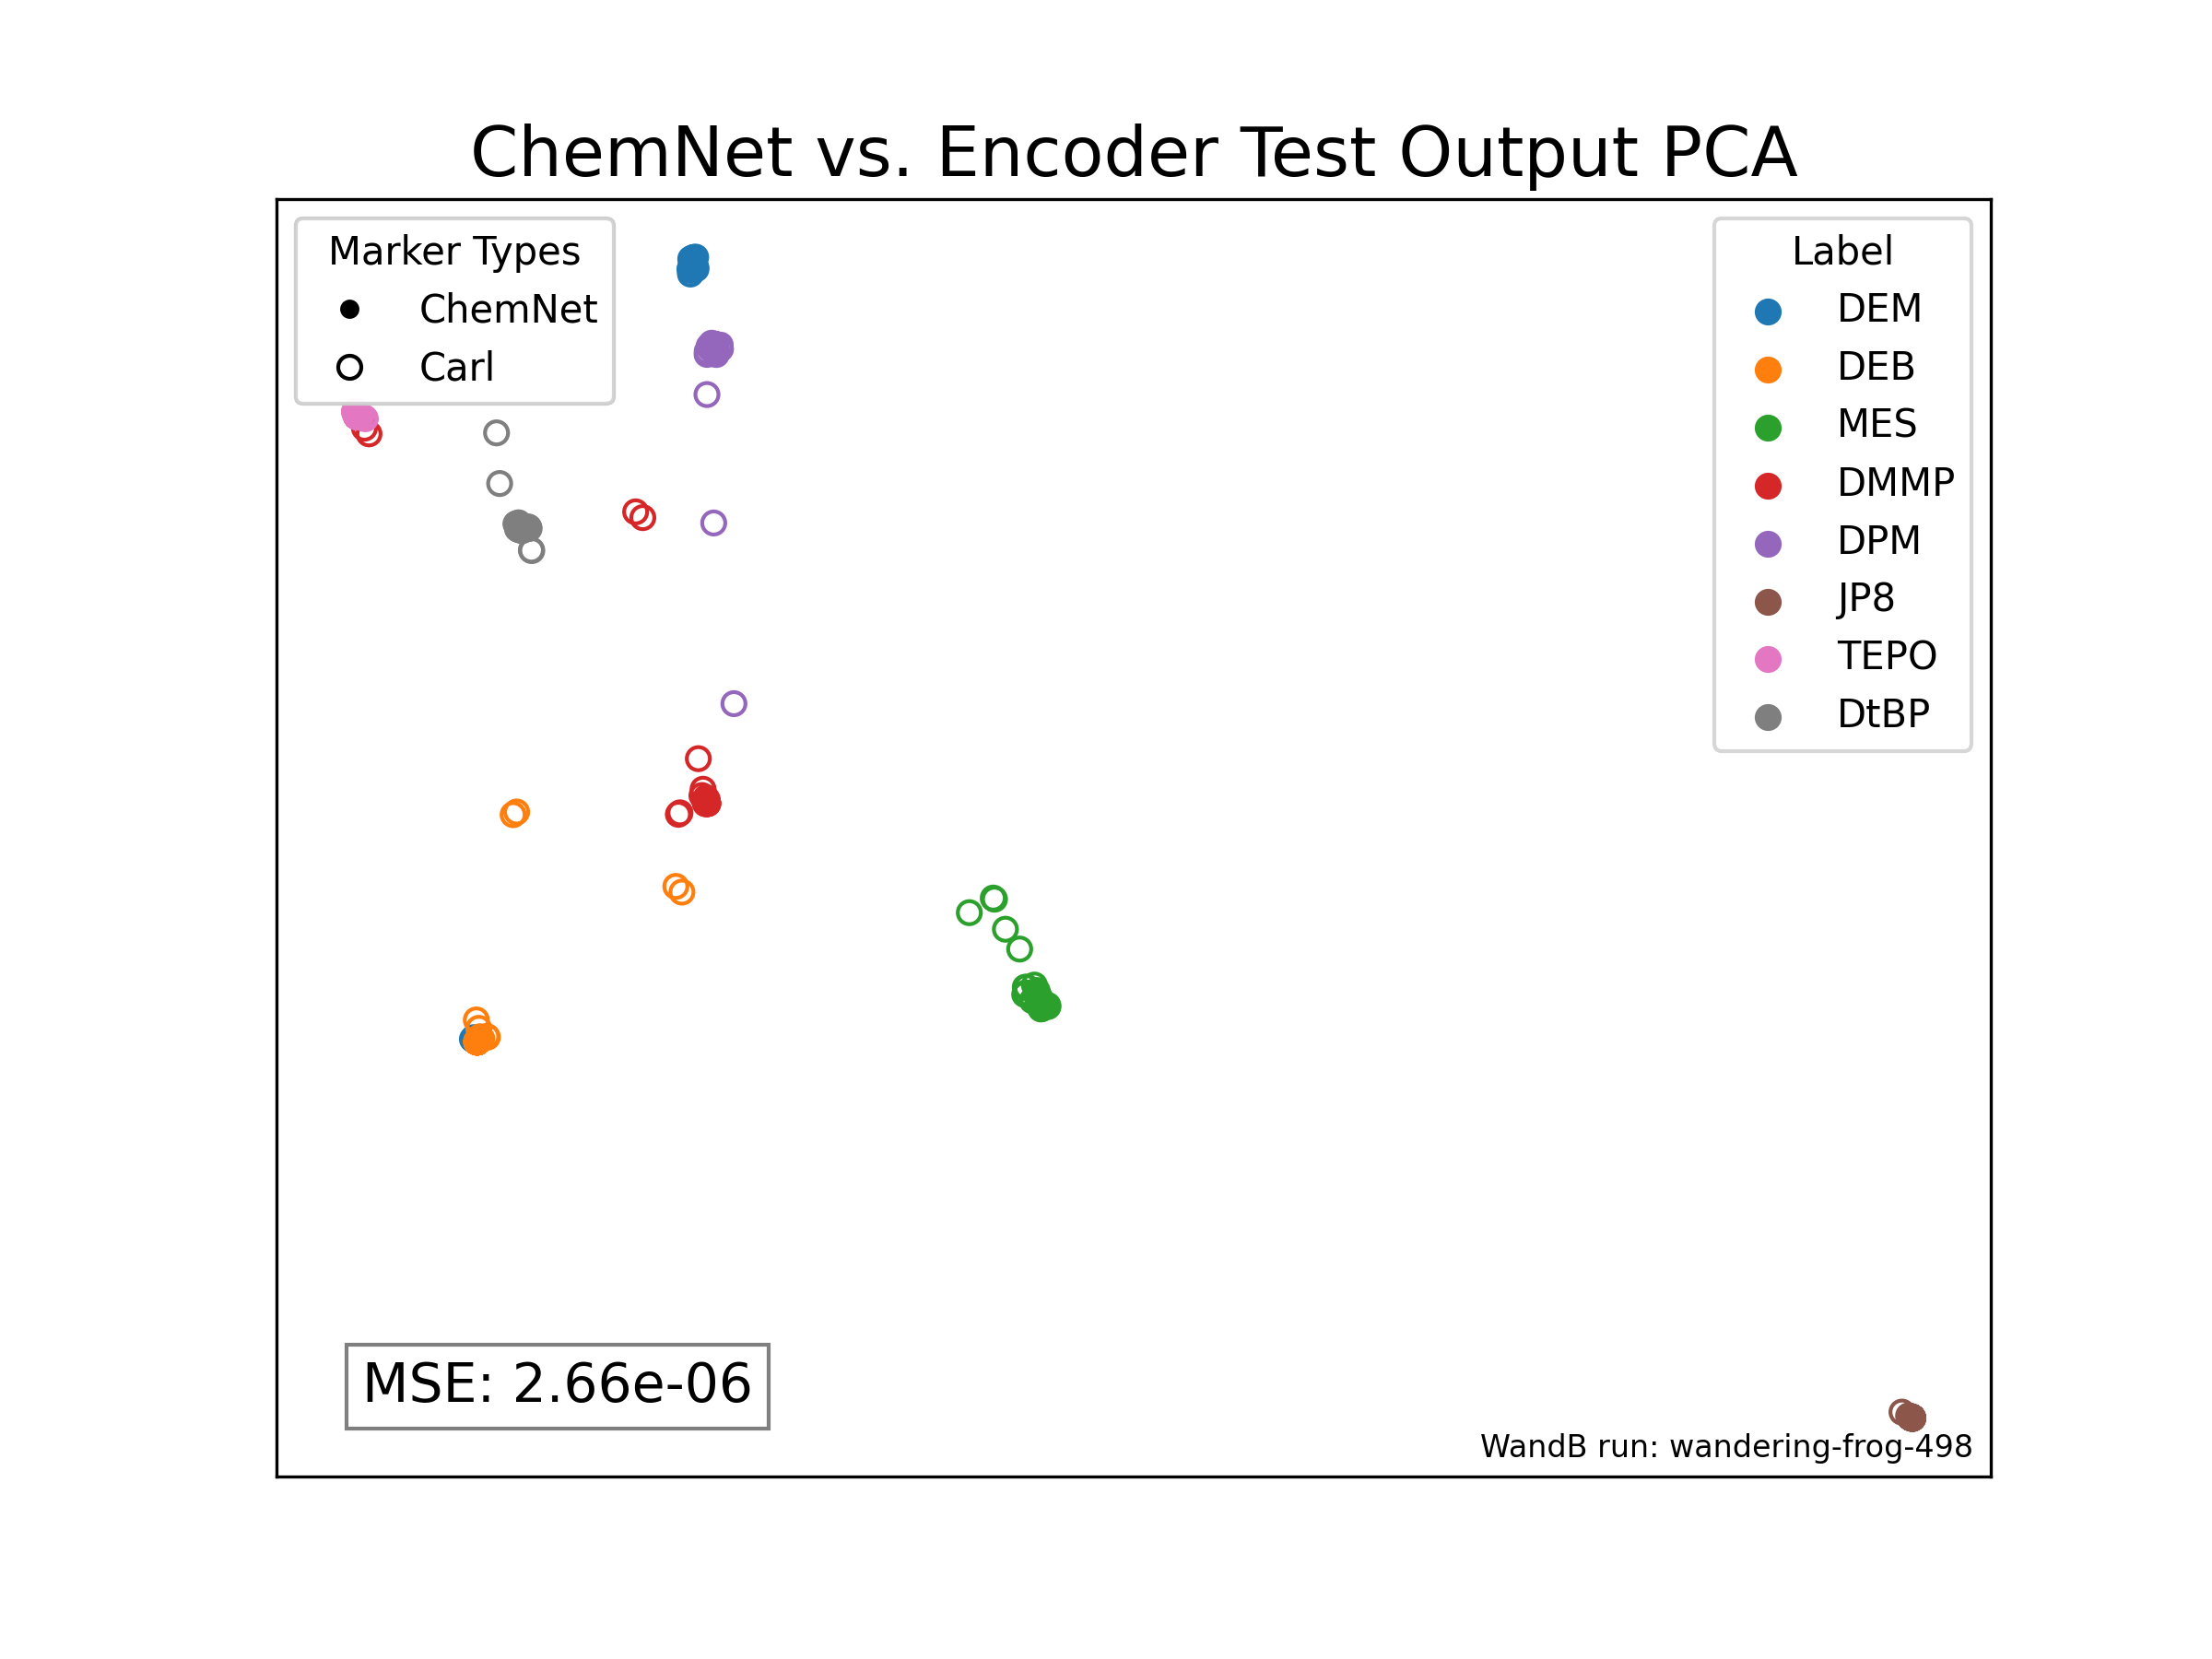 ChemNet vs. Encoder Test Output PCA
Marker Types
ChemNet
Carl
Label
DEM
DEB
MES
DMMP
DPM
JP8
TEPO
DtBP
MSE: 2.66e-06
WandB run: wandering-frog-498